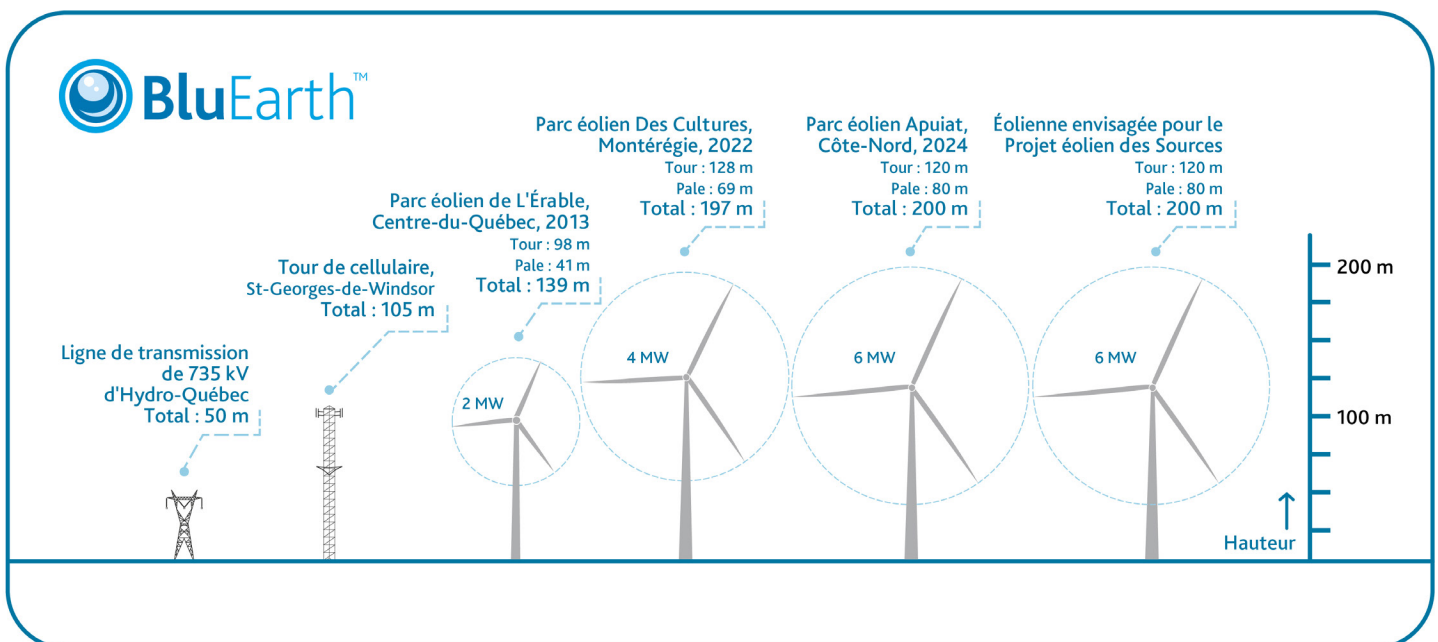 BluEarth™
Parc éolien Des Cultures,
Montérégie, 2022
Tour : 128 m
Pale : 69 m
Total : 197 m
Parc éolien Apuiat,
Côte-Nord, 2024
Tour : 120 m
Pale : 80 m
Total : 200 m
Éolienne envisagée pour le
Projet éolien des Sources
Tour : 120 m
Pale : 80 m
Total : 200 m
Parc éolien de L'Érable,
Centre-du-Québec, 2013
Tour : 98 m
Pale : 41 m
Total : 139 m
Tour de cellulaire,
St-Georges-de-Windsor
Total : 105 m
Ligne de transmission
de 735 kV
d'Hydro-Québec
Total : 50 m
2 MW
4 MW
6 MW
6 MW
200 m
100 m
Hauteur